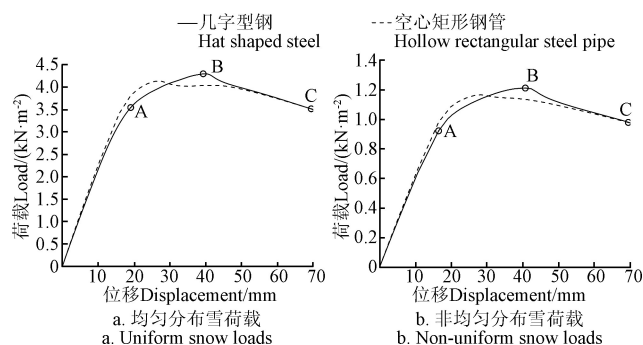 几字型钢
Hat shaped steel
空心矩形钢管
Hollow rectangular steel pipe
荷载Load/(kN·m-2)
5.0
4.5
4.0
3.5
3.0
2.5
2.0
1.5
1.0
0.5
0
10 20 30 40 50 60 70
A
B
C
位移Displacement/mm
a. 均匀分布雪荷载
a. Uniform snow loads
荷载Load/(kN·m-2)
1.4
1.2
1.0
0.8
0.6
0.4
0.2
0
10 20 30 40 50 60 70
A
B
C
位移Displacement/mm
b. 非均匀分布雪荷载
b. Non-uniform snow loads